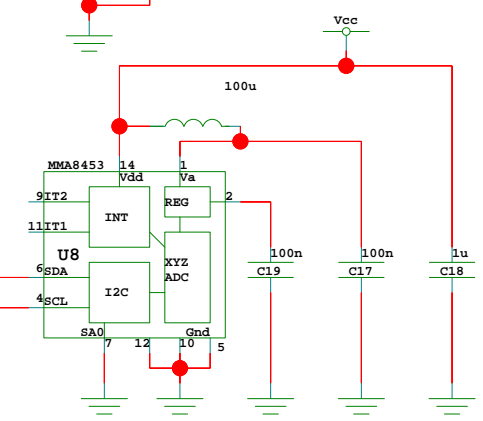 Vcc
100u
MMA8453 14 1
Vdd Va
9 IT2 REG 2
INT
11 IT1
U8 100n 100n 1u
XYZ
6 SDA C19 C17 C18
ADC
I2C
4 SCL
SA0 Gnd
7 12 10 5